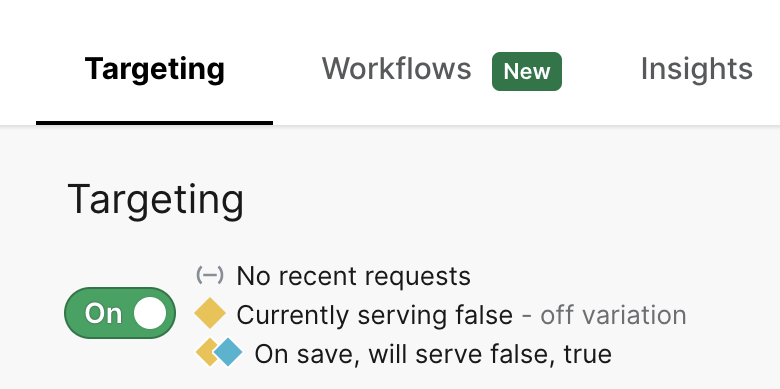 Targeting Workflows New Insights
Targeting
(–) No recent requests
On Currently serving false - off variation
On save, will serve false, true